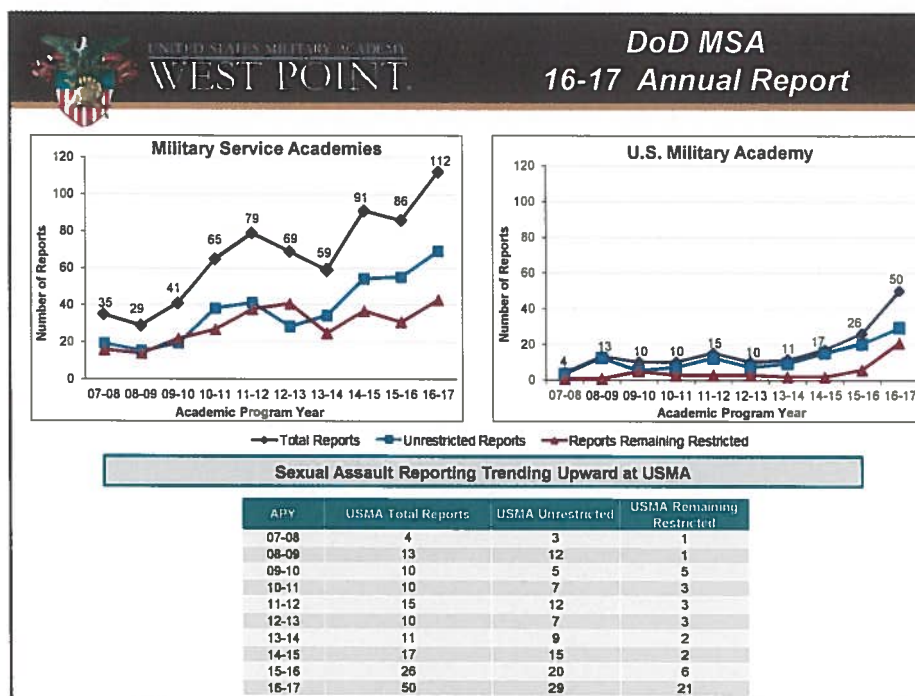 UNITED STATES MILITARY ACADEMY
WEST POINT.
DoD MSA
16-17 Annual Report
Military Service Academies
Number of Reports
120
100
80
60
40
20
0
35
29
41
65
79
69
59
91
86
112
07-08 08-09 09-10 10-11 11-12 12-13 13-14 14-15 15-16 16-17
Academic Program Year
U.S. Military Academy
Number of Reports
120
100
80
60
40
20
0
4
13
10
10
15
10
11
17
26
50
07-08 08-09 09-10 10-11 11-12 12-13 13-14 14-15 15-16 16-17
Academic Program Year
Total Reports Unrestricted Reports Reports Remaining Restricted
Sexual Assault Reporting Trending Upward at USMA
APY USMA Total Reports USMA Unrestricted USMA Remaining Restricted
07-08 4 3 1
08-09 13 12 1
09-10 10 5 5
10-11 10 7 3
11-12 15 12 3
12-13 10 7 3
13-14 11 9 2
14-15 17 15 2
15-16 26 20 6
16-17 50 29 21